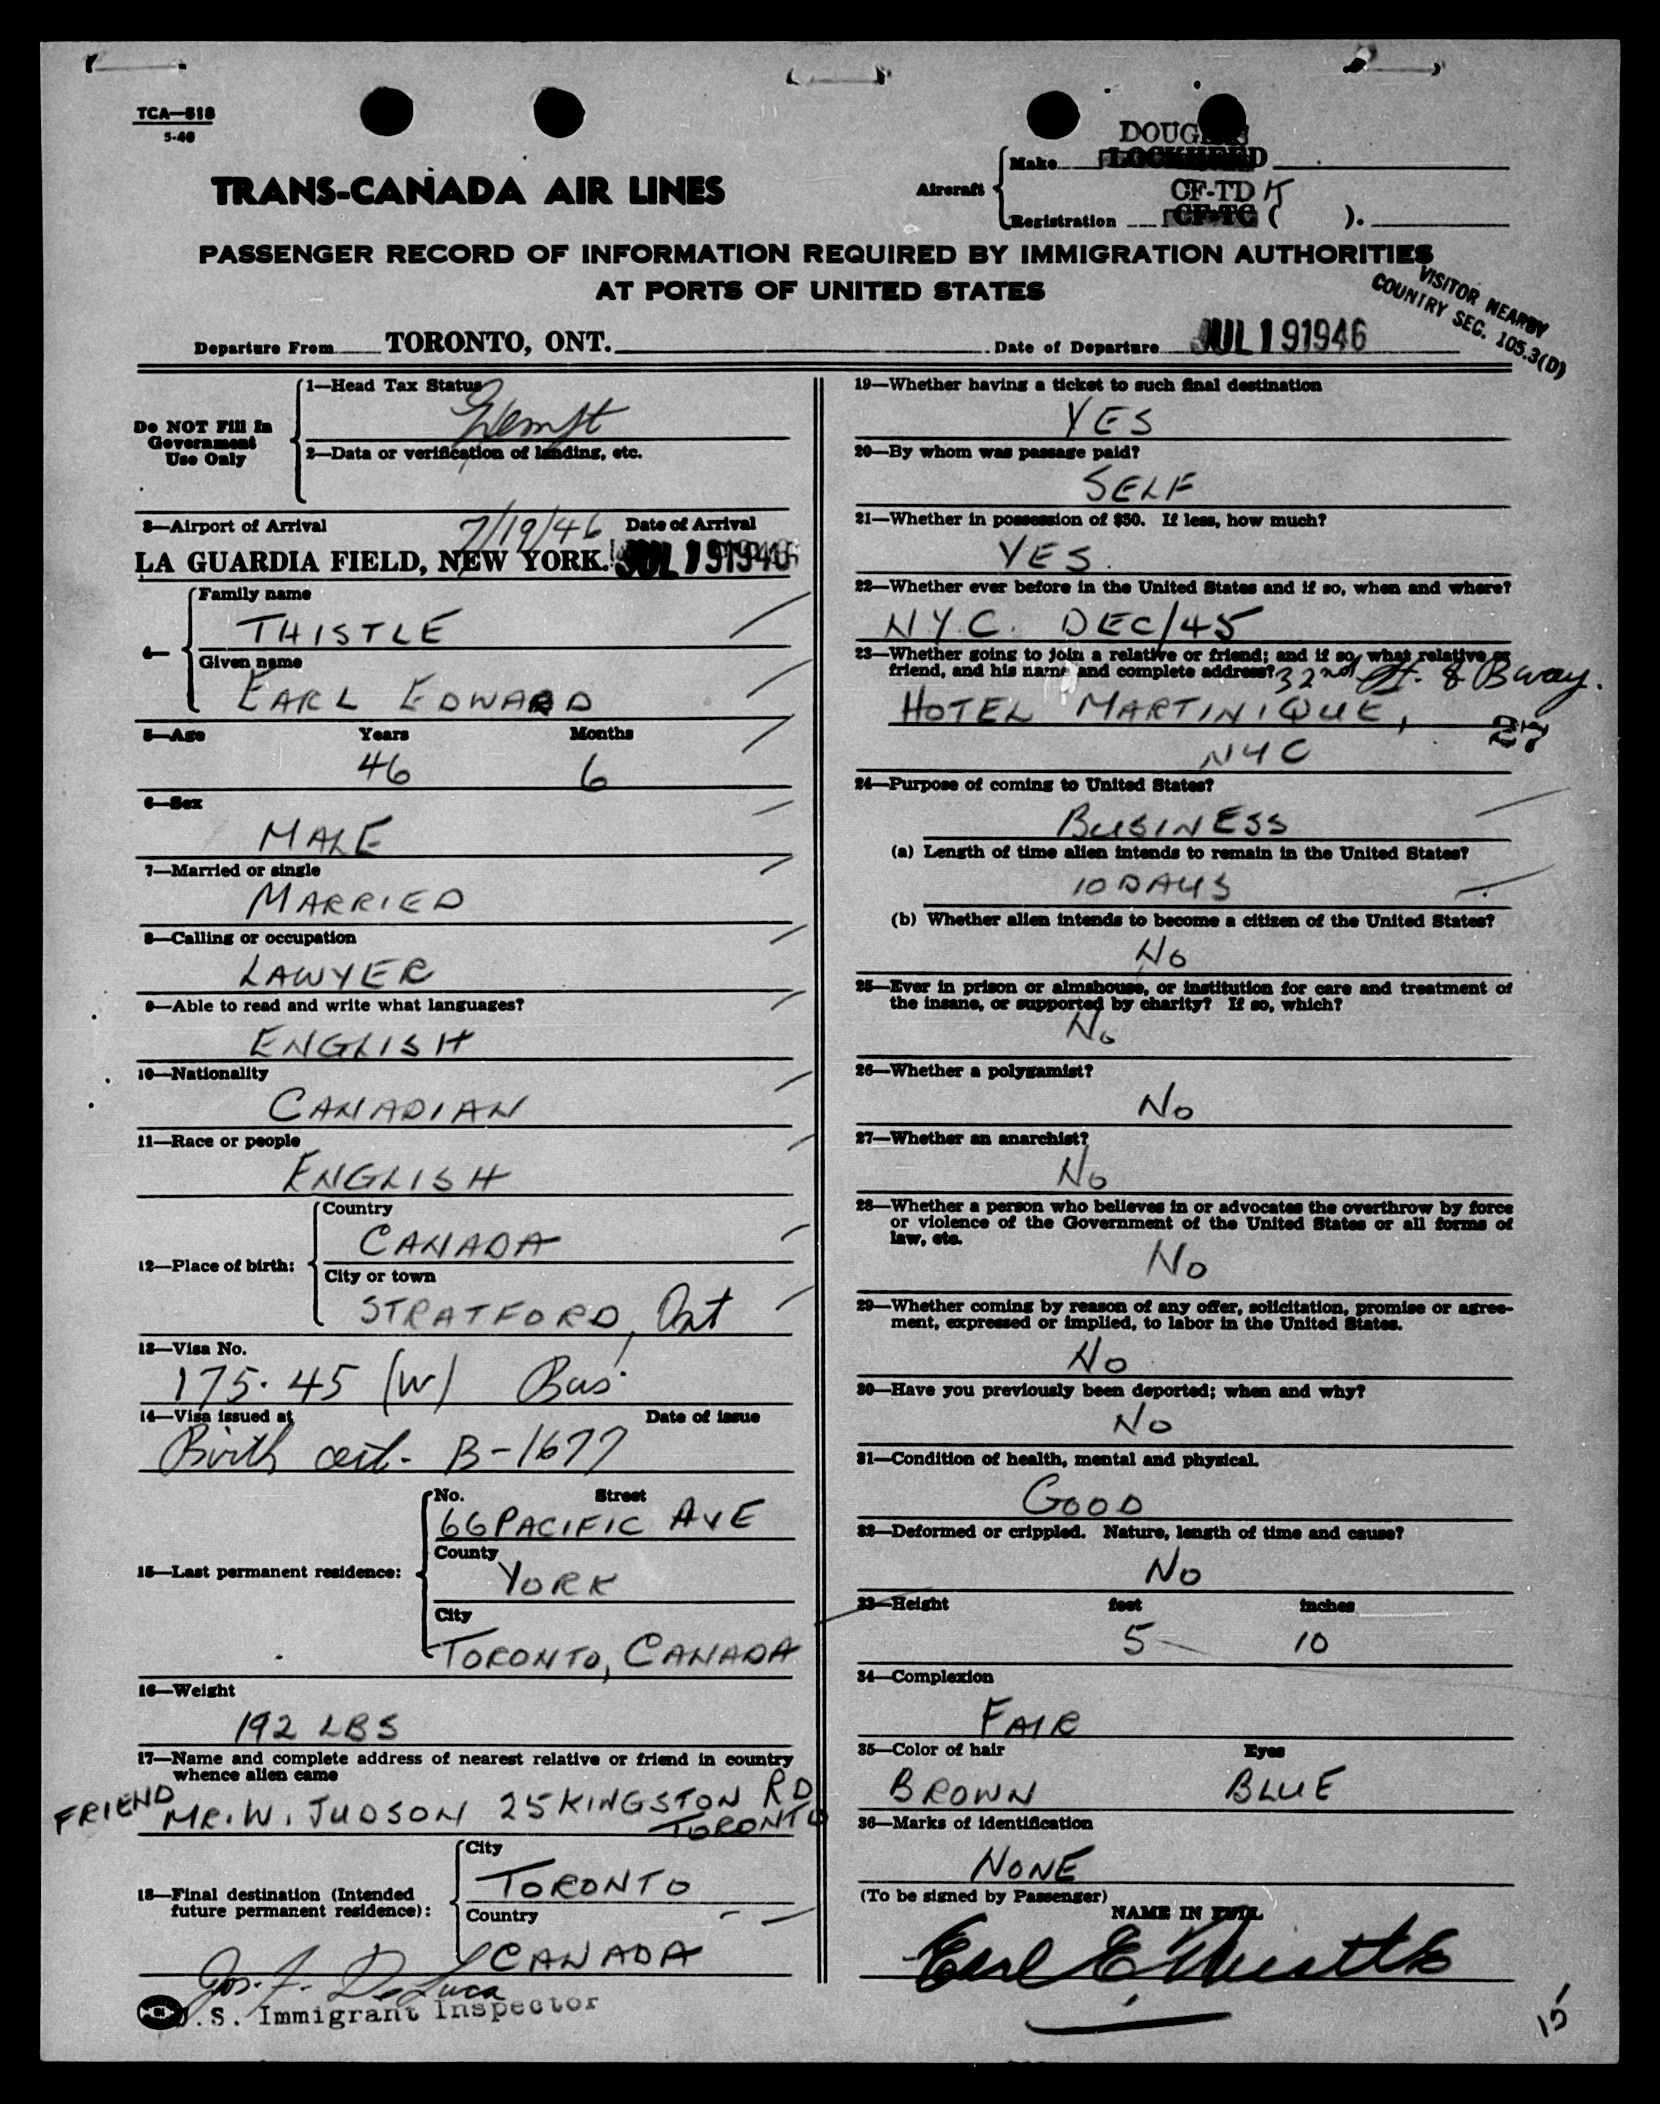 TCA—518
5-40
TRANS-CANADA AIR LINES
Aircraft
DOUGLAS
Make LOCKHEED
CF-TD K
Registration CF-TC ( ).
PASSENGER RECORD OF INFORMATION REQUIRED BY IMMIGRATION AUTHORITIES
AT PORTS OF UNITED STATES
VISITOR NEARBY
COUNTRY SEC. 105.3(D)
Departure From TORONTO, ONT. Date of Departure JUL 19 1946
Do NOT Fill In
Government
Use Only
1—Head Tax Status
Exempt
2—Data or verification of landing, etc.
3—Airport of Arrival 7/19/46 Date of Arrival
LA GUARDIA FIELD, NEW YORK. JUL 19 1946
4—
Family name
THISTLE
Given name
EARL EDWARD
5—Age Years Months
46 6
6—Sex
MALE
7—Married or single
MARRIED
8—Calling or occupation
LAWYER
9—Able to read and write what languages?
ENGLISH
10—Nationality
CANADIAN
11—Race or people
ENGLISH
12—Place of birth:
Country
CANADA
City or town
STRATFORD, Ont
13—Visa No.
175.45 (W) Bus.
14—Visa issued at Date of issue
Birth cert. B-1677
15—Last permanent residence:
No. Street
66 PACIFIC AVE
County
YORK
City
TORONTO, CANADA
16—Weight
192 LBS
17—Name and complete address of nearest relative or friend in country
whence alien came
FRIEND MR. W. JUDSON 25 KINGSTON RD
TORONTO
18—Final destination (Intended
future permanent residence):
City
TORONTO
Country
CANADA
Jos. F. De Luca
U.S. Immigrant Inspector
19—Whether having a ticket to such final destination
YES
20—By whom was passage paid?
SELF
21—Whether in possession of $50. If less, how much?
YES.
22—Whether ever before in the United States and if so, when and where?
N.Y.C. DEC/45
23—Whether going to join a relative or friend; and if so, what relative or
friend, and his name and complete address? 32nd St. & Bway.
HOTEL MARTINIQUE,
27
NYC
24—Purpose of coming to United States?
BUSINESS
(a) Length of time alien intends to remain in the United States?
10 DAYS
(b) Whether alien intends to become a citizen of the United States?
NO
25—Ever in prison or almshouse, or institution for care and treatment of
the insane, or supported by charity? If so, which?
NO
26—Whether a polygamist?
NO
27—Whether an anarchist?
NO
28—Whether a person who believes in or advocates the overthrow by force
or violence of the Government of the United States or all forms of
law, etc.
NO
29—Whether coming by reason of any offer, solicitation, promise or agree-
ment, expressed or implied, to labor in the United States.
NO
30—Have you previously been deported; when and why?
NO
31—Condition of health, mental and physical.
GOOD
32—Deformed or crippled. Nature, length of time and cause?
NO
33—Height feet inches
5 10
34—Complexion
FAIR
35—Color of hair Eyes
BROWN BLUE
36—Marks of identification
NONE
(To be signed by Passenger)
NAME IN FULL
Earl E. Thistle
15